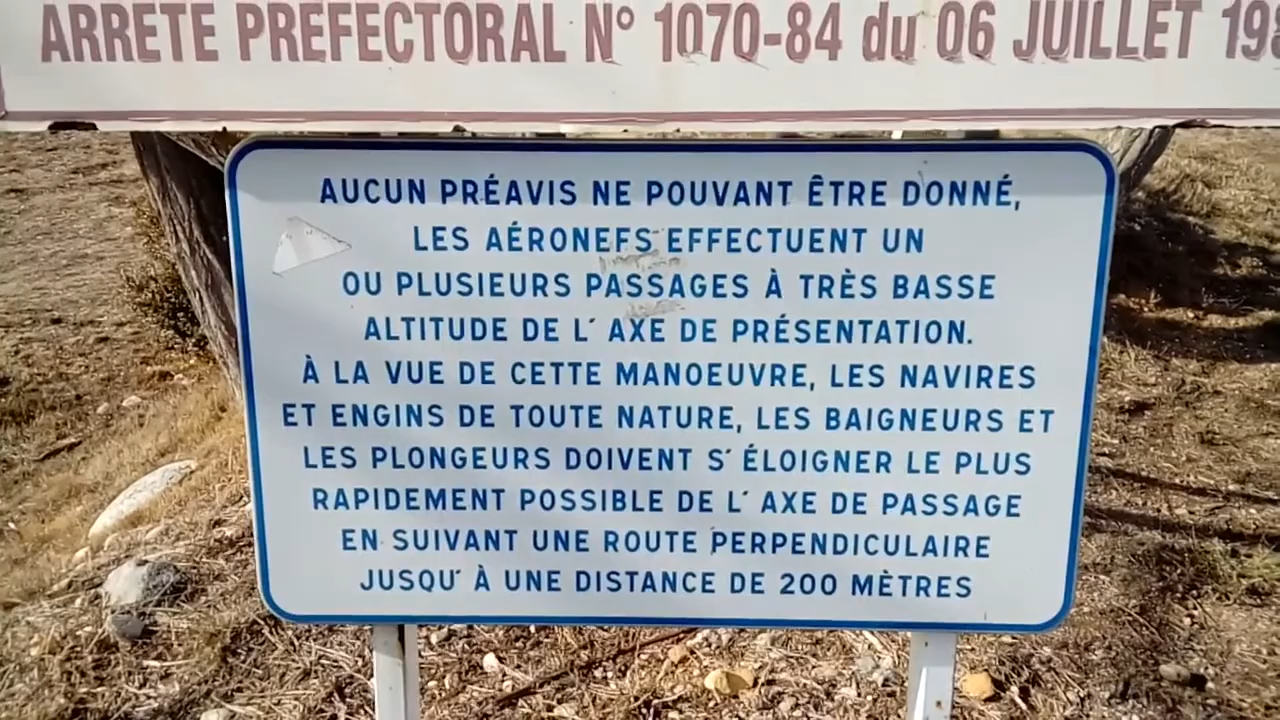 ARRETE PREFECTORAL N° 1070-84 du 06 JUILLET
AUCUN PRÉAVIS NE POUVANT ÊTRE DONNÉ,
LES AÉRONEFS EFFECTUENT UN
OU PLUSIEURS PASSAGES À TRÈS BASSE
ALTITUDE DE L´ AXE DE PRÉSENTATION.
À LA VUE DE CETTE MANOEUVRE, LES NAVIRES
ET ENGINS DE TOUTE NATURE, LES BAIGNEURS ET
LES PLONGEURS DOIVENT S´ ÉLOIGNER LE PLUS
RAPIDEMENT POSSIBLE DE L´ AXE DE PASSAGE
EN SUIVANT UNE ROUTE PERPENDICULAIRE
JUSQU´ À UNE DISTANCE DE 200 MÈTRES